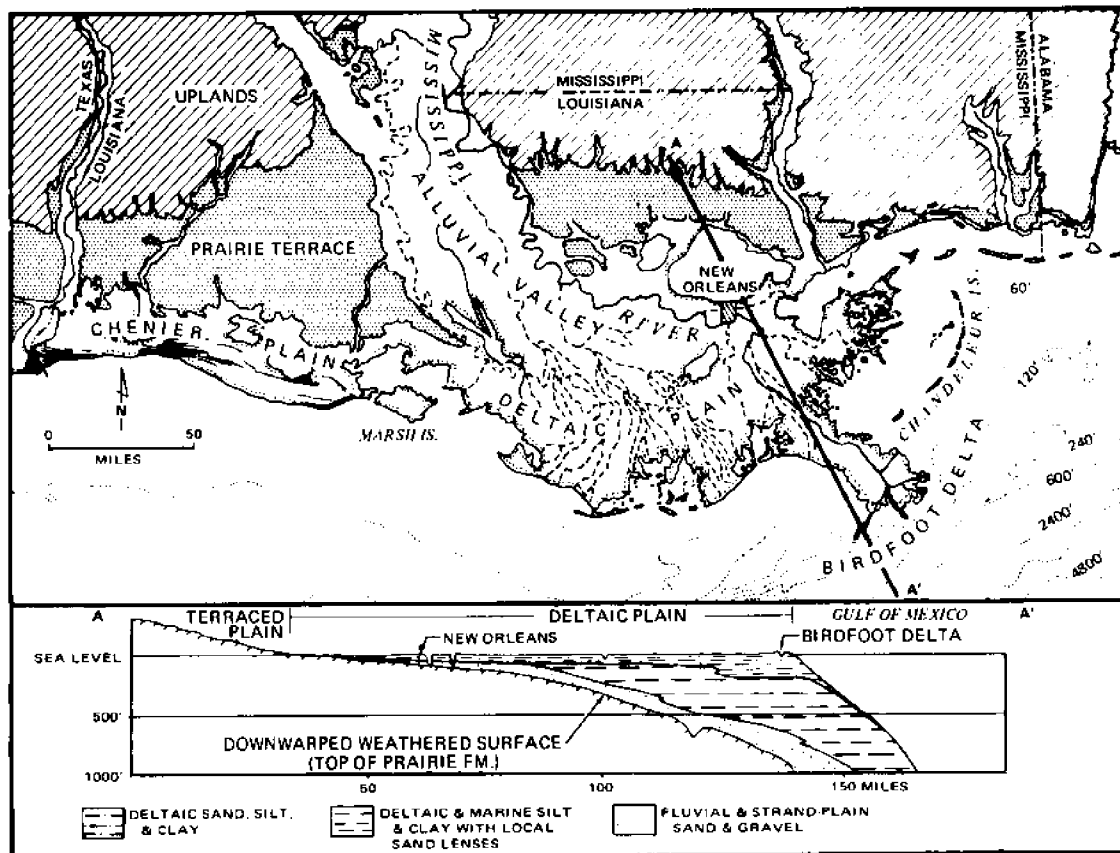 TEXAS
LOUISIANA
UPLANDS
MISSISSIPPI
MISSISSIPPI
LOUISIANA
ALABAMA
MISSISSIPPI
A
PRAIRIE TERRACE
ALLUVIAL VALLEY
RIVER
NEW
ORLEANS
CHENIER PLAIN
DELTAIC PLAIN
MARSH IS.
CHANDELEUR IS.
BIRDFOOT DELTA
60'
120'
240'
600'
2400'
4800'
N
0 50
MILES
A'
A TERRACED DELTAIC PLAIN GULF OF MEXICO A'
PLAIN
NEW ORLEANS BIRDFOOT DELTA
SEA LEVEL
500'
DOWNWARPED WEATHERED SURFACE
(TOP OF PRAIRIE FM.)
1000'
50 100 150 MILES
DELTAIC SAND, SILT,
& CLAY
DELTAIC & MARINE SILT
& CLAY WITH LOCAL
SAND LENSES
FLUVIAL & STRAND-PLAIN
SAND & GRAVEL